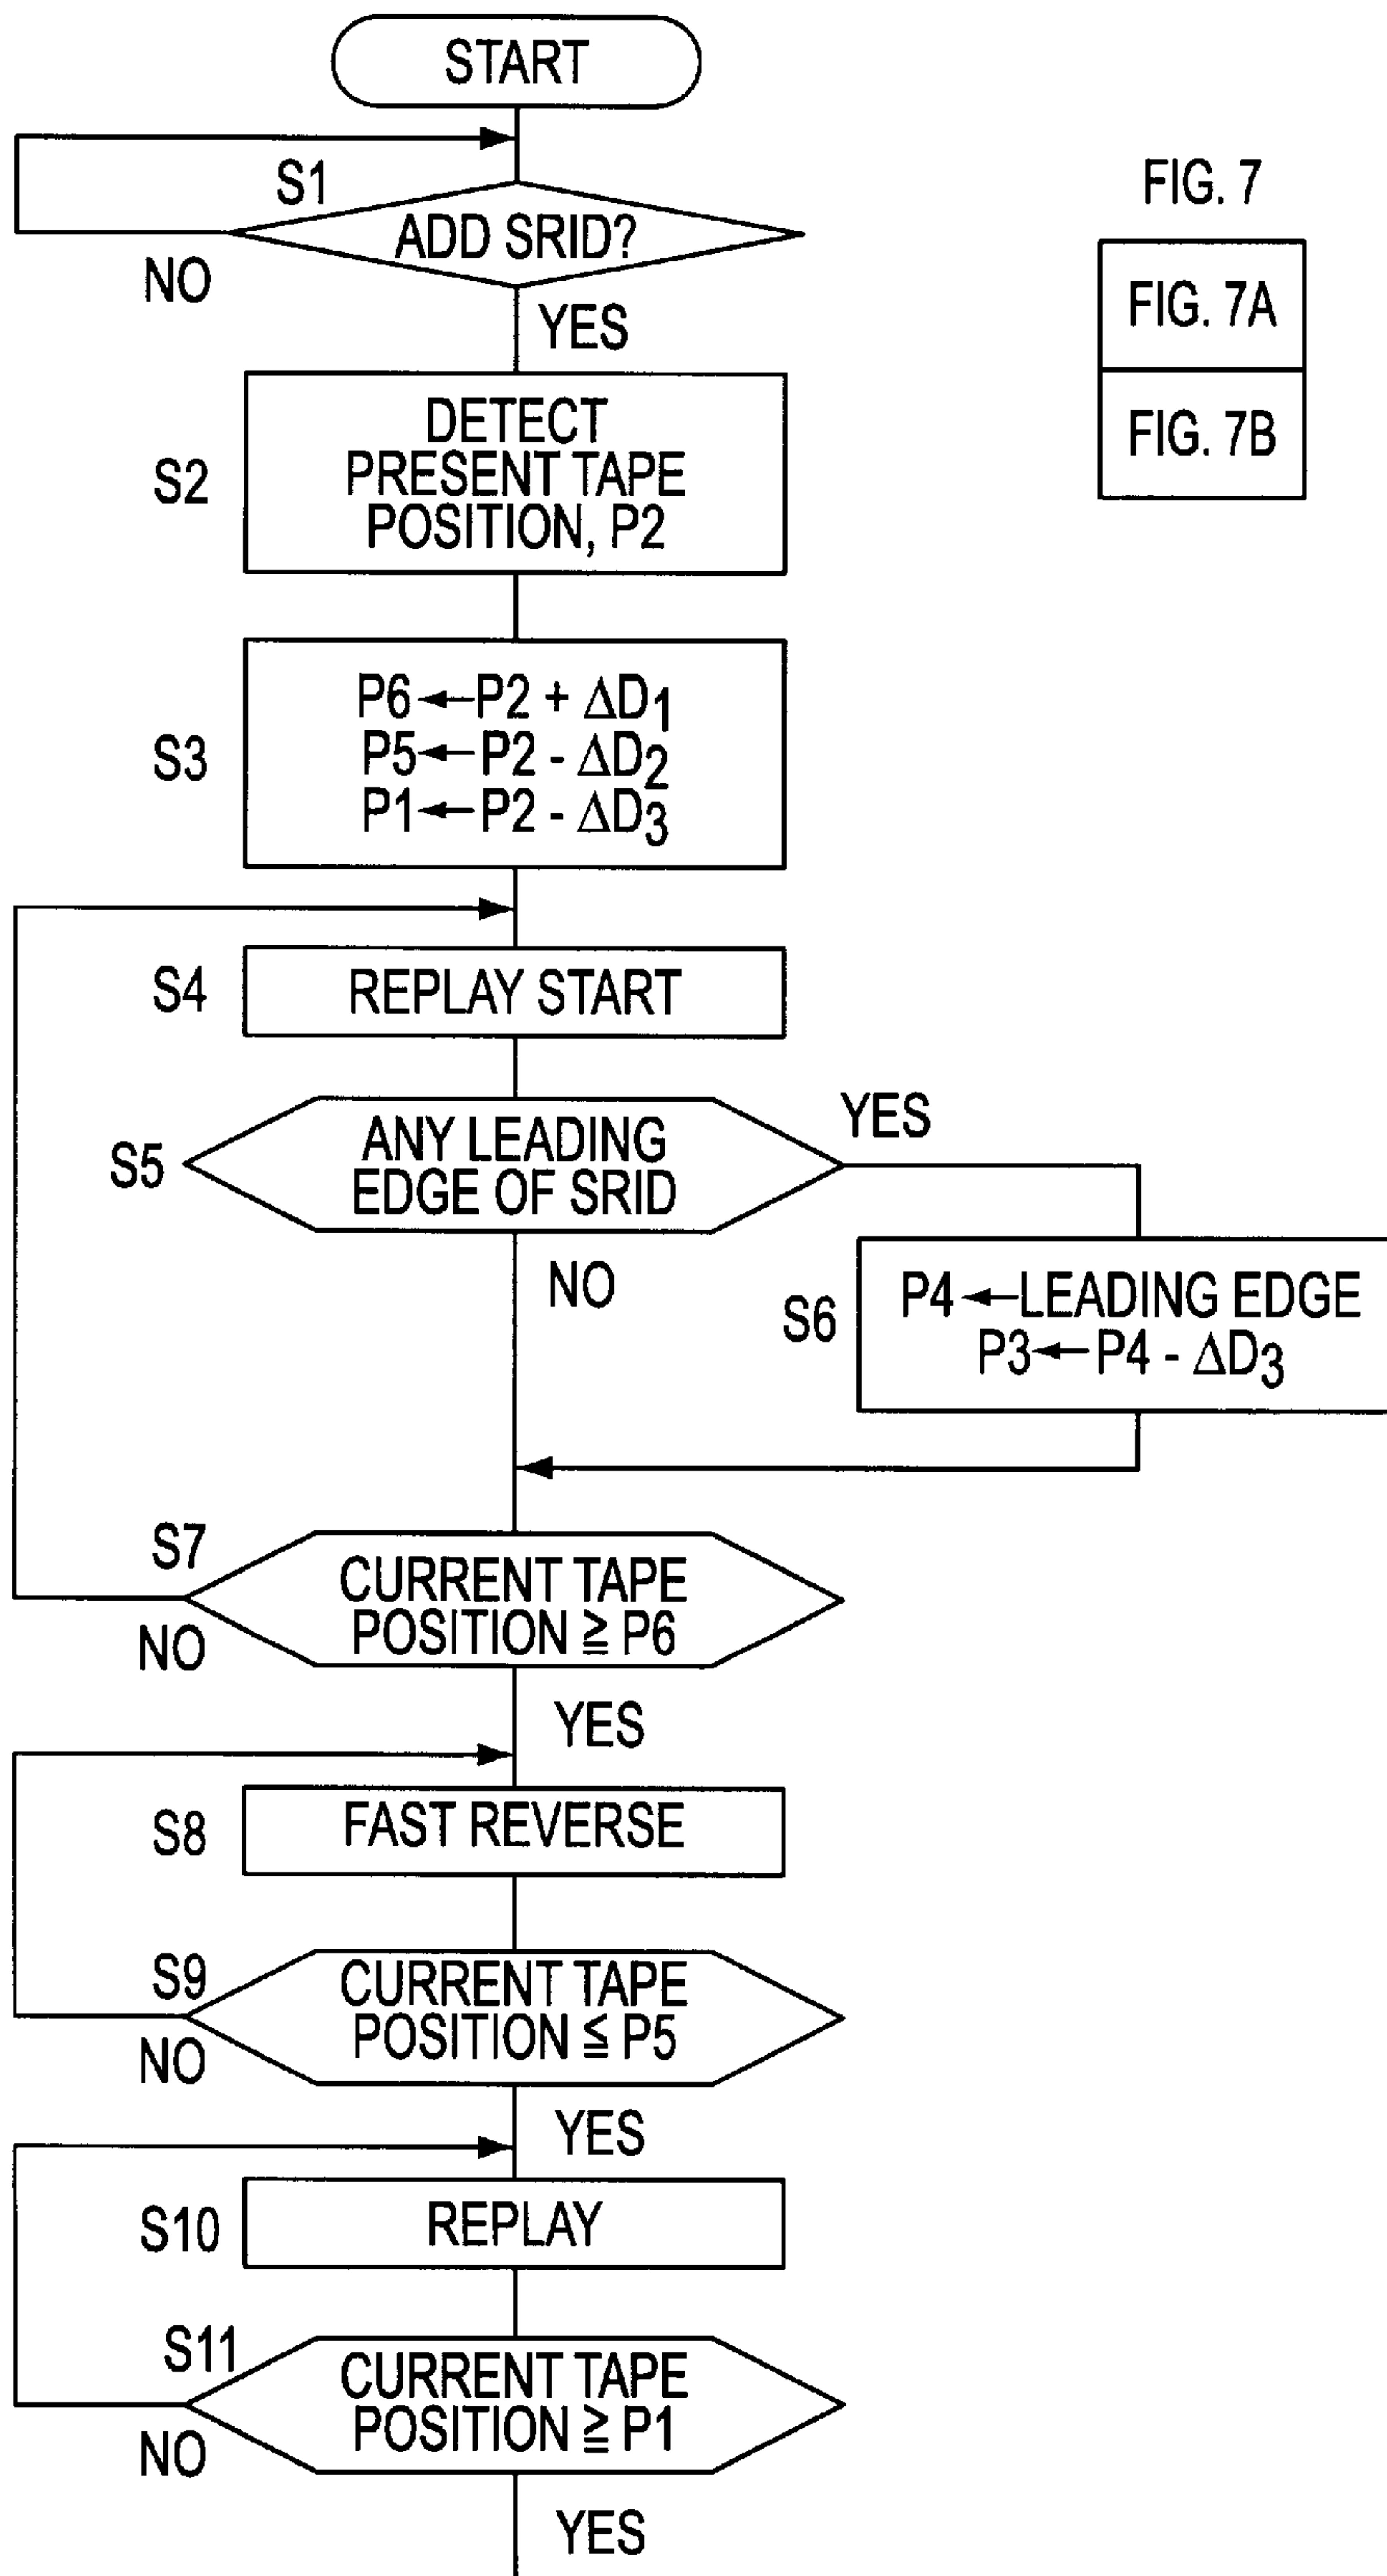 START
S1
ADD SRID?
NO
YES
FIG. 7
FIG. 7A
FIG. 7B
S2
DETECT
PRESENT TAPE
POSITION, P2
S3
P6←P2 + ΔD1
P5←P2 - ΔD2
P1←P2 - ΔD3
S4
REPLAY START
S5
ANY LEADING
EDGE OF SRID
YES
NO
S6
P4←LEADING EDGE
P3←P4 - ΔD3
S7
CURRENT TAPE
POSITION ≧ P6
NO
YES
S8
FAST REVERSE
S9
CURRENT TAPE
POSITION ≦ P5
NO
YES
S10
REPLAY
S11
CURRENT TAPE
POSITION ≧ P1
NO
YES